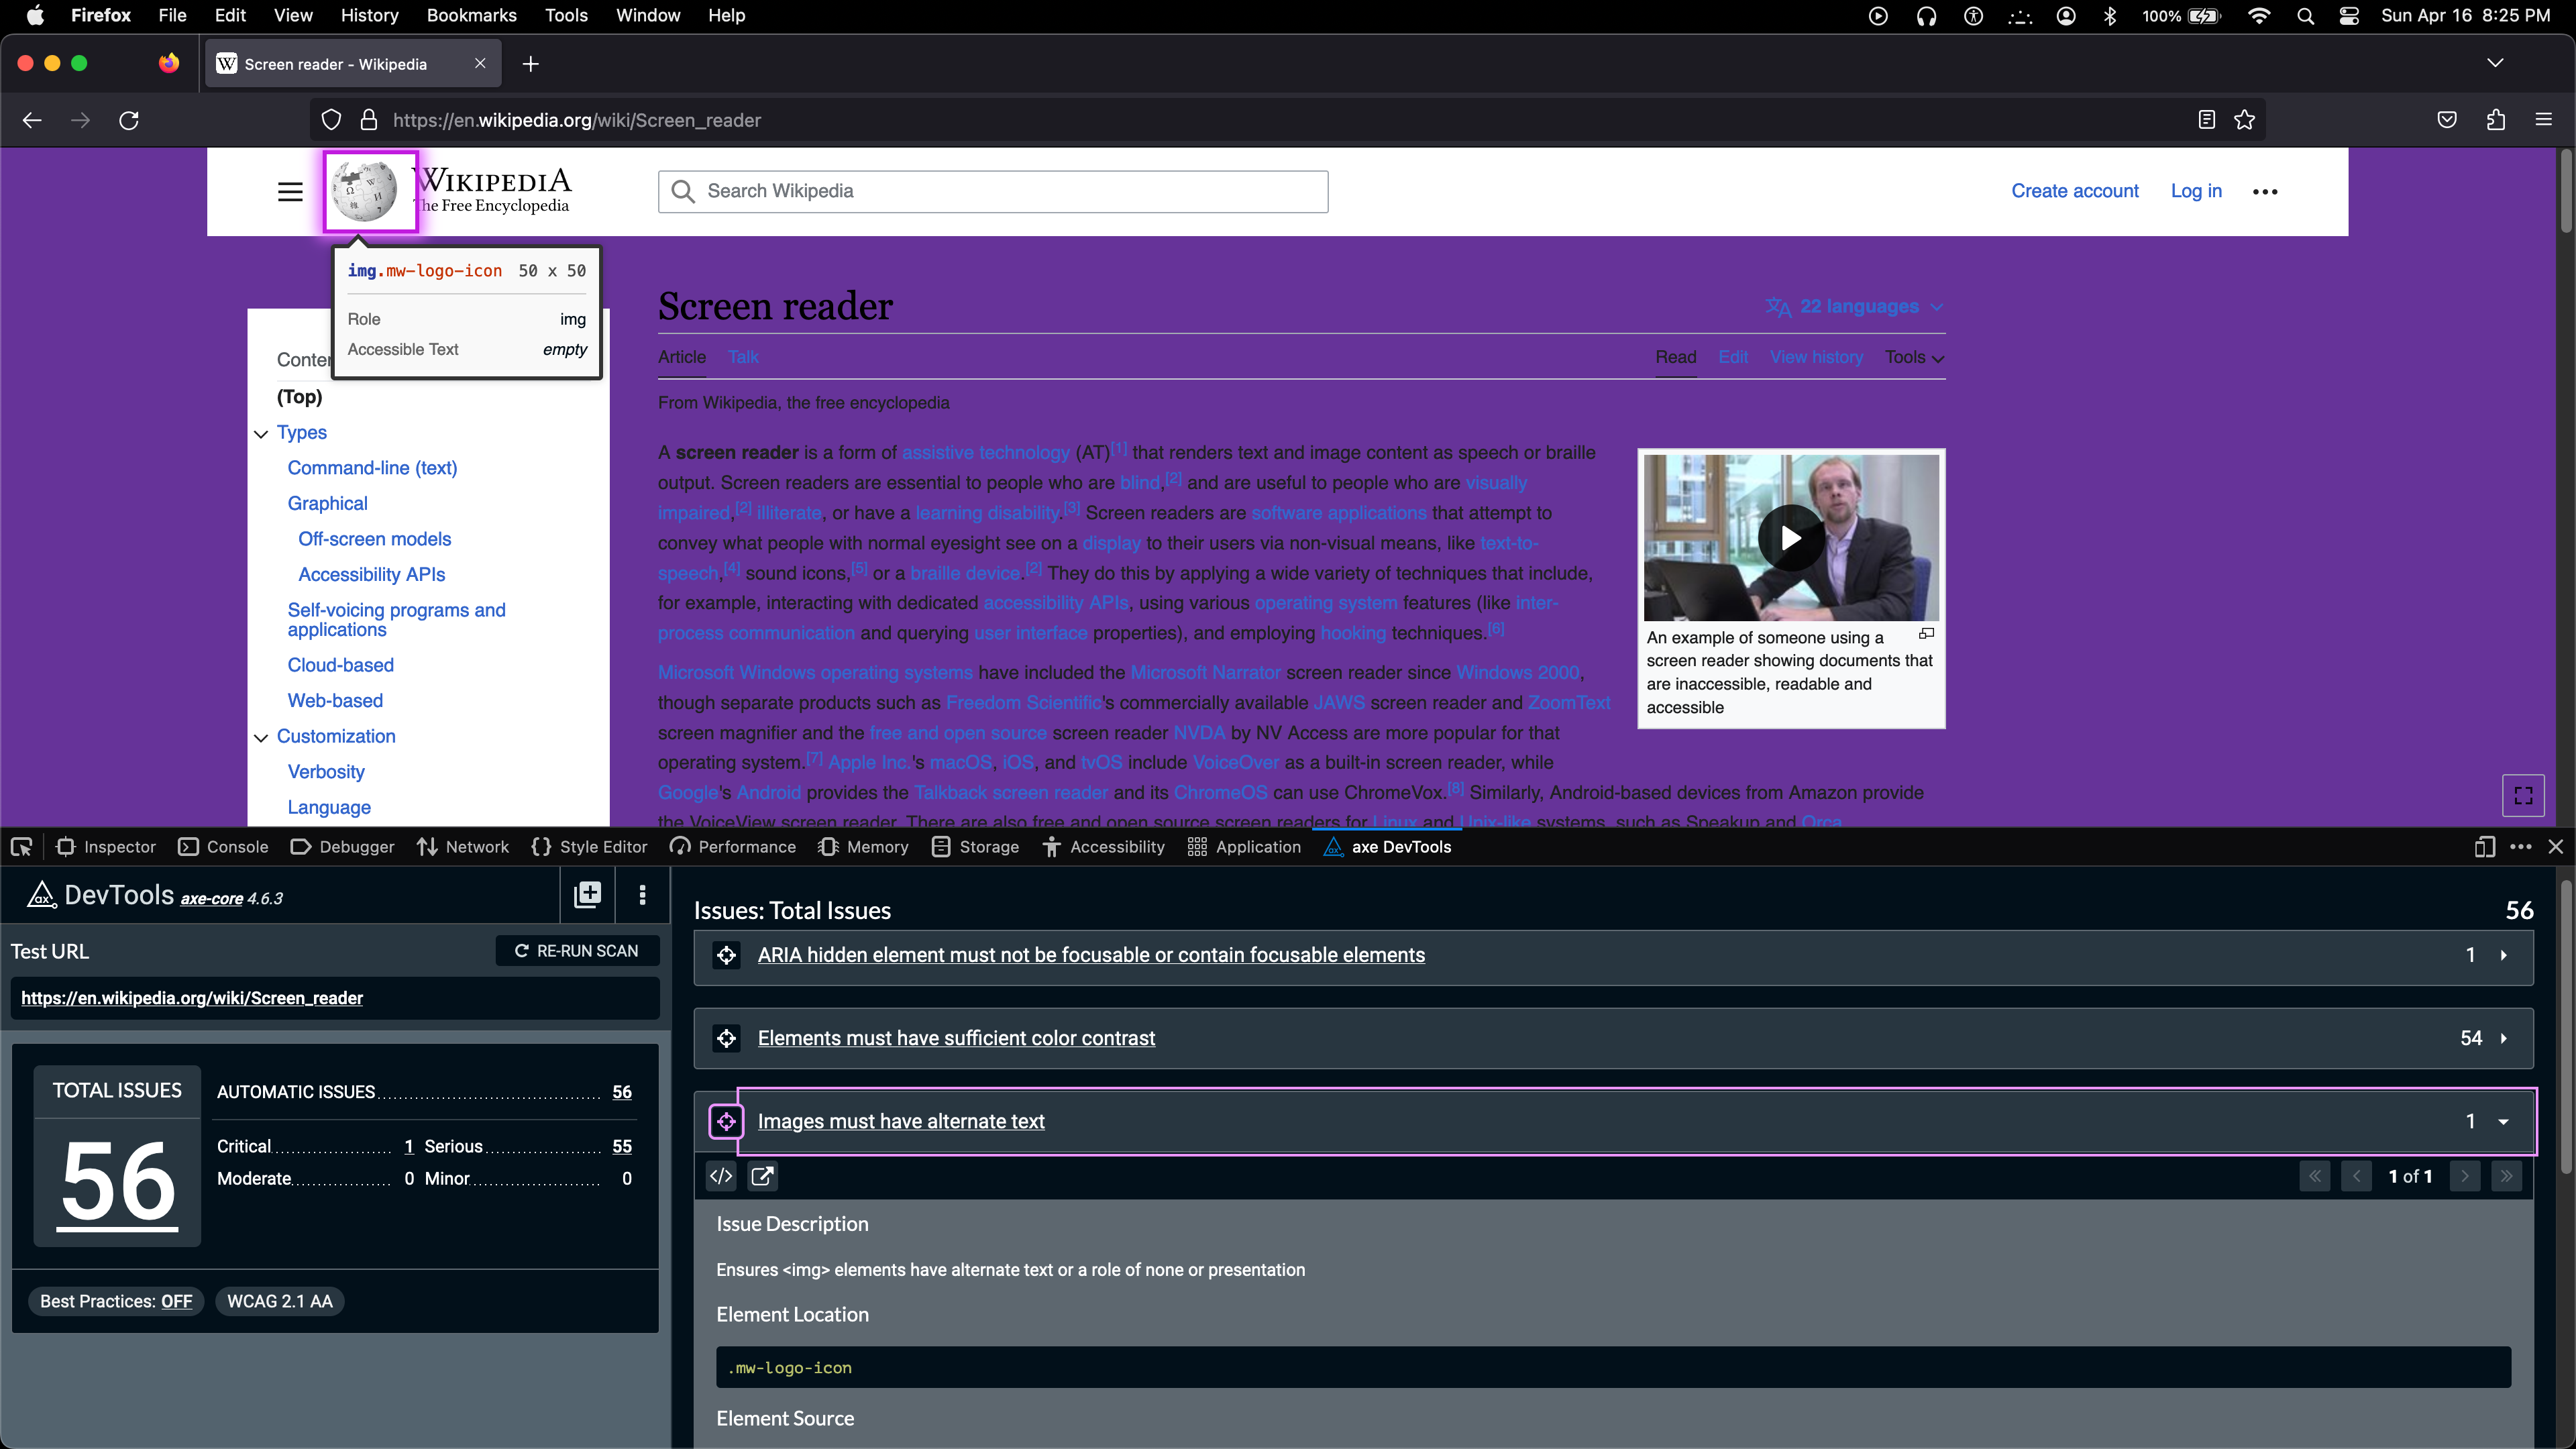 Firefox File Edit View History Bookmarks Tools Window Help 100% Sun Apr 16 8:25 PM
Screen reader - Wikipedia
https://en.wikipedia.org/wiki/Screen_reader
WIKIPEDIA
The Free Encyclopedia
Search Wikipedia
Create account Log in
img.mw-logo-icon 50 x 50
Role img
Accessible Text empty
(Top)
Types
Command-line (text)
Graphical
Off-screen models
Accessibility APIs
Self-voicing programs and
applications
Cloud-based
Web-based
Customization
Verbosity
Language
Screen reader
22 languages
Article Talk Read Edit View history Tools
From Wikipedia, the free encyclopedia
A screen reader is a form of assistive technology (AT)[1] that renders text and image content as speech or braille
output. Screen readers are essential to people who are blind,[2] and are useful to people who are visually
impaired,[2] illiterate, or have a learning disability.[3] Screen readers are software applications that attempt to
convey what people with normal eyesight see on a display to their users via non-visual means, like text-to-
speech,[4] sound icons,[5] or a braille device.[2] They do this by applying a wide variety of techniques that include,
for example, interacting with dedicated accessibility APIs, using various operating system features (like inter-
process communication and querying user interface properties), and employing hooking techniques.[6]
Microsoft Windows operating systems have included the Microsoft Narrator screen reader since Windows 2000,
though separate products such as Freedom Scientific's commercially available JAWS screen reader and ZoomText
screen magnifier and the free and open source screen reader NVDA by NV Access are more popular for that
operating system.[7] Apple Inc.'s macOS, iOS, and tvOS include VoiceOver as a built-in screen reader, while
Google's Android provides the Talkback screen reader and its ChromeOS can use ChromeVox.[8] Similarly, Android-based devices from Amazon provide
the VoiceView screen reader. There are also free and open source screen readers for Linux and Unix-like systems, such as Speakup and Orca
An example of someone using a
screen reader showing documents that
are inaccessible, readable and
accessible
Inspector Console Debugger Network Style Editor Performance Memory Storage Accessibility Application axe DevTools
DevTools axe-core 4.6.3
Test URL RE-RUN SCAN
https://en.wikipedia.org/wiki/Screen_reader
TOTAL ISSUES
56
AUTOMATIC ISSUES 56
Critical 1 Serious 55
Moderate 0 Minor 0
Best Practices: OFF WCAG 2.1 AA
Issues: Total Issues 56
ARIA hidden element must not be focusable or contain focusable elements 1
Elements must have sufficient color contrast 54
Images must have alternate text 1
1 of 1
Issue Description
Ensures <img> elements have alternate text or a role of none or presentation
Element Location
.mw-logo-icon
Element Source